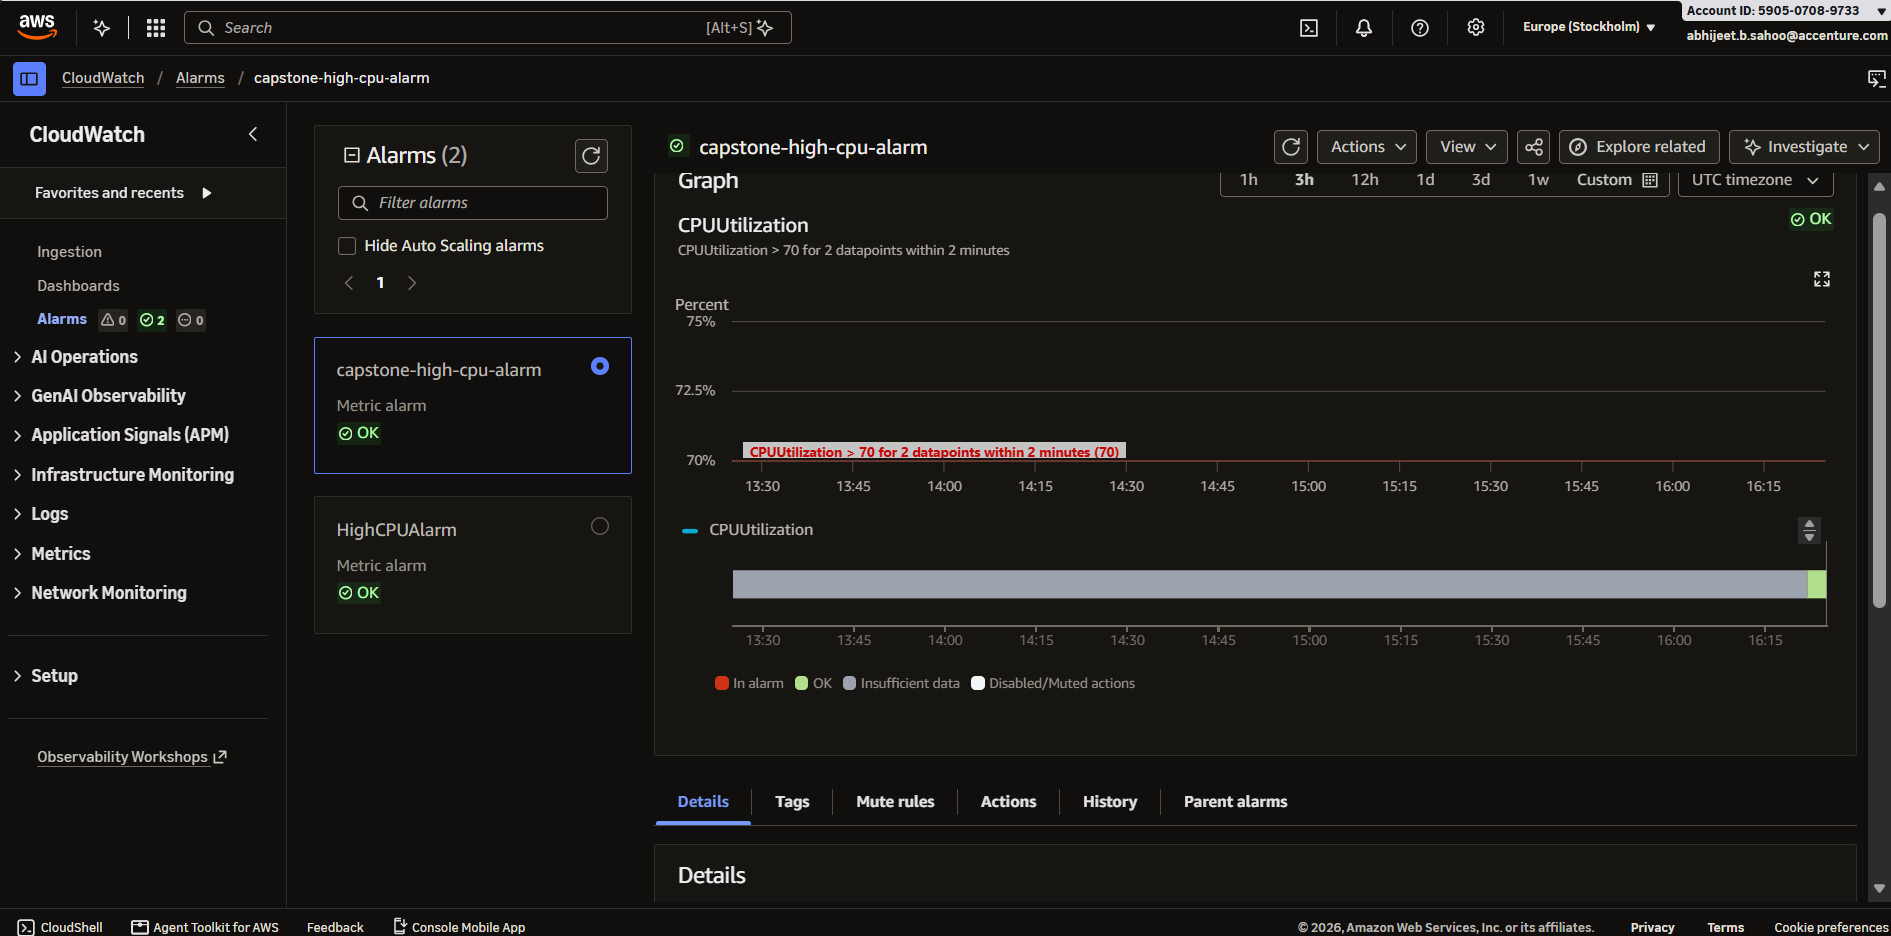 aws
Search [Alt+S]
Europe (Stockholm)
Account ID: 5905-0708-9733
abhijeet.b.sahoo@accenture.com
CloudWatch / Alarms / capstone-high-cpu-alarm
CloudWatch
Favorites and recents
Ingestion
Dashboards
Alarms 0 2 0
AI Operations
GenAI Observability
Application Signals (APM)
Infrastructure Monitoring
Logs
Metrics
Network Monitoring
Setup
Observability Workshops
Alarms (2)
Filter alarms
Hide Auto Scaling alarms
1
capstone-high-cpu-alarm
Metric alarm
OK
HighCPUAlarm
Metric alarm
OK
capstone-high-cpu-alarm
Actions
View
Explore related
Investigate
Graph
1h 3h 12h 1d 3d 1w Custom
UTC timezone
CPUUtilization
OK
CPUUtilization > 70 for 2 datapoints within 2 minutes
Percent
75%
72.5%
70%
CPUUtilization > 70 for 2 datapoints within 2 minutes (70)
13:30 13:45 14:00 14:15 14:30 14:45 15:00 15:15 15:30 15:45 16:00 16:15
CPUUtilization
13:30 13:45 14:00 14:15 14:30 14:45 15:00 15:15 15:30 15:45 16:00 16:15
In alarm OK Insufficient data Disabled/Muted actions
Details Tags Mute rules Actions History Parent alarms
Details
CloudShell Agent Toolkit for AWS Feedback Console Mobile App
© 2026, Amazon Web Services, Inc. or its affiliates. Privacy Terms Cookie preferences